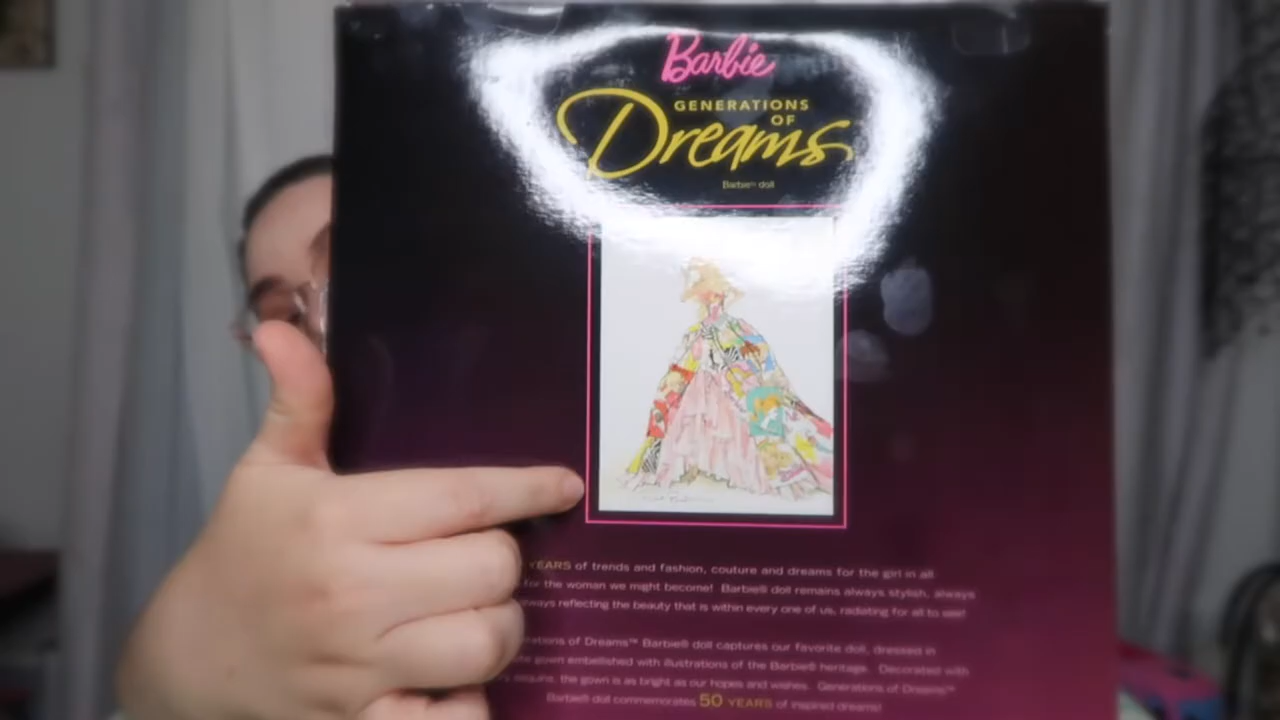 Barbie
GENERATIONS
OF
Dreams™
Barbie™ doll
YEARS of trends and fashion, couture and dreams for the girl in all
for the woman we might become! Barbie® doll remains always stylish, always
always reflecting the beauty that is within every one of us, radiating for all to see!
of Dreams™ Barbie® doll captures our favorite doll, dressed in
gown embellished with illustrations of the Barbie® heritage. Decorated with
sequins, the gown is as bright as our hopes and wishes. Generations of Dreams™
Barbie® doll commemorates 50 YEARS of inspired dreams!